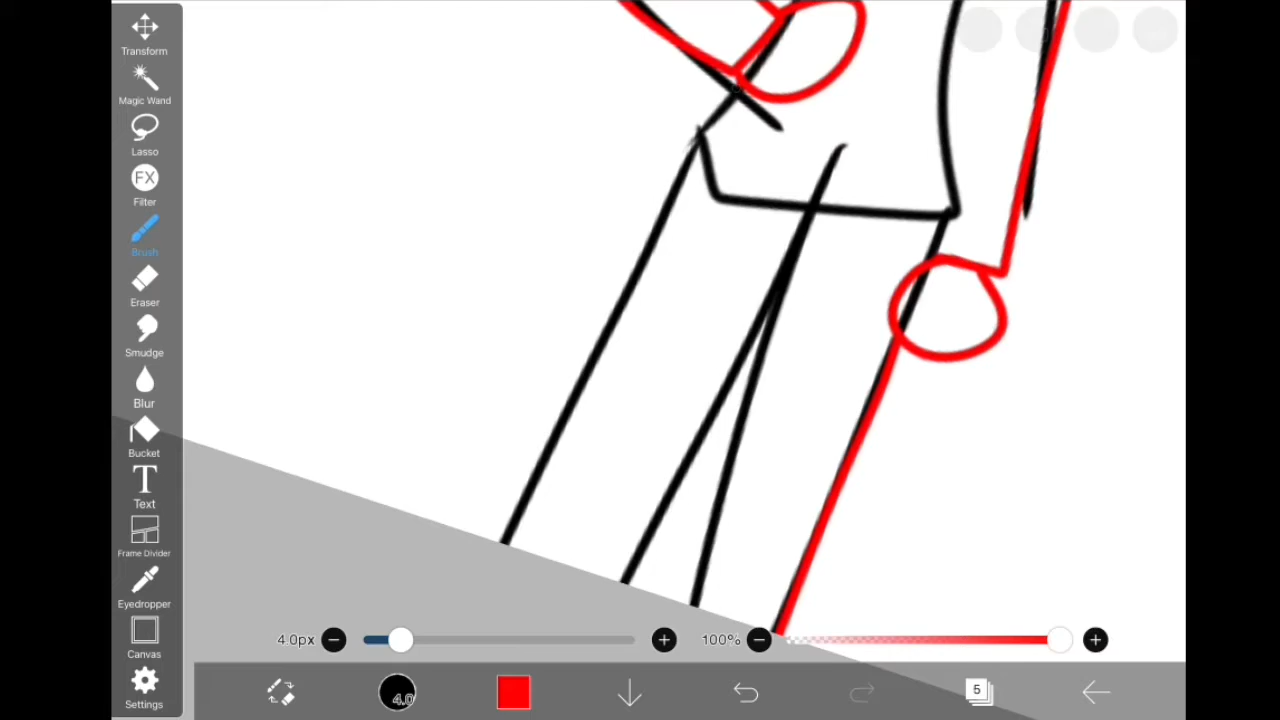 Transform
Magic Wand
Lasso
FX
Filter
Brush
Eraser
Smudge
Blur
Bucket
T
Text
Frame Divider
Eyedropper
Canvas
Settings
4.0px
100%
4.0
5